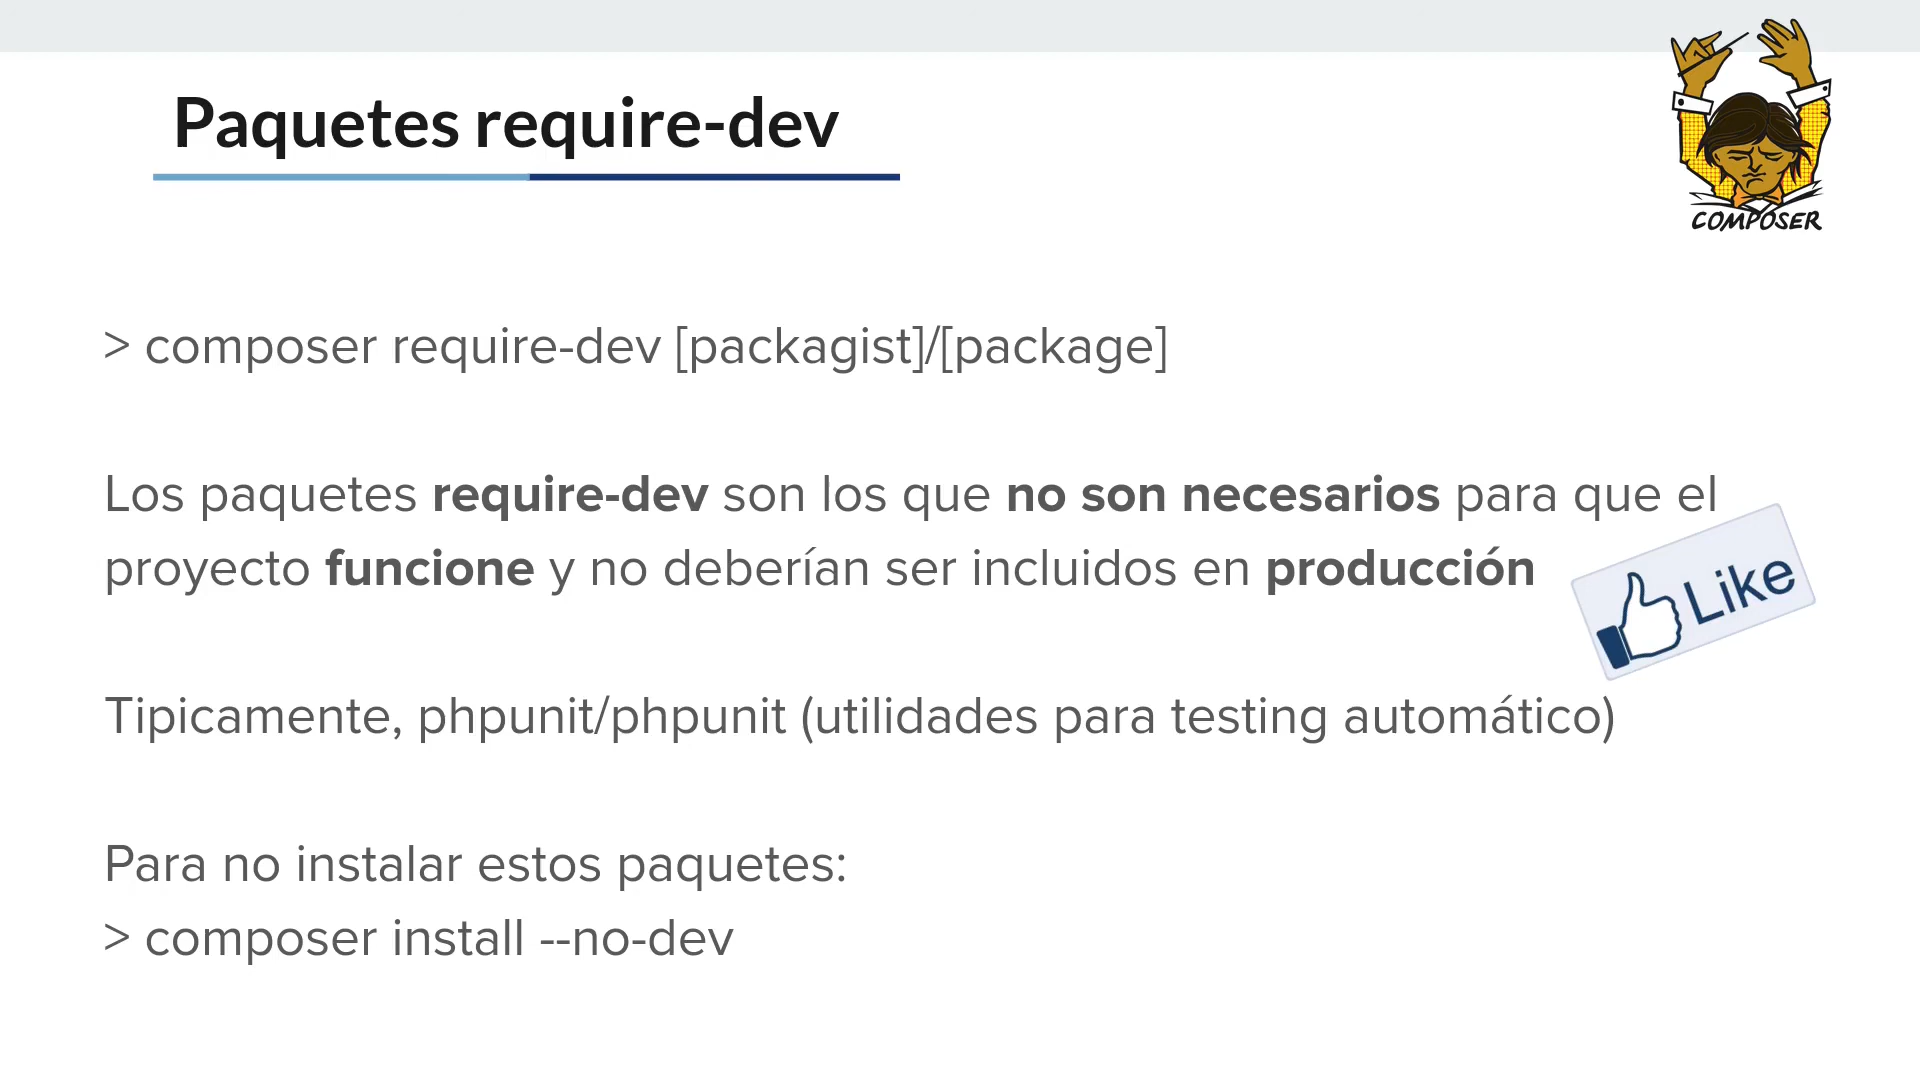 Paquetes require-dev
COMPOSER
> composer require-dev [packagist]/[package]
Los paquetes require-dev son los que no son necesarios para que el
proyecto funcione y no deberían ser incluidos en producción
Like
Tipicamente, phpunit/phpunit (utilidades para testing automático)
Para no instalar estos paquetes:
> composer install --no-dev